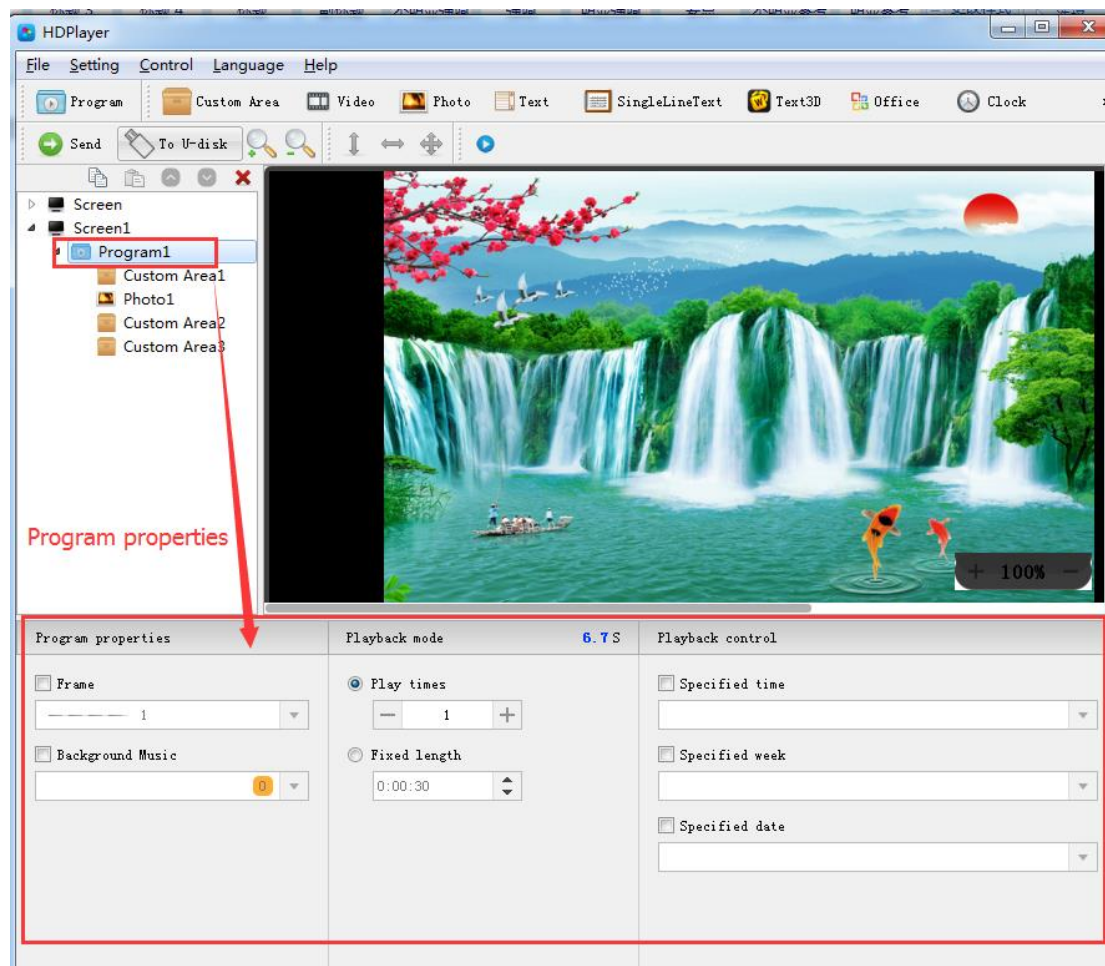 HDPlayer
File Setting Control Language Help
Program Custom Area Video Photo Text SingleLineText Text3D Office Clock
Send To U-disk
Screen
Screen1
Program1
Custom Area1
Photo1
Custom Area2
Custom Area3
Program properties
+ 100% −
Program properties Playback mode 6.7S Playback control
Frame Play times Specified time
1 − 1 +
Background Music Fixed length Specified week
0 0:00:30
Specified date